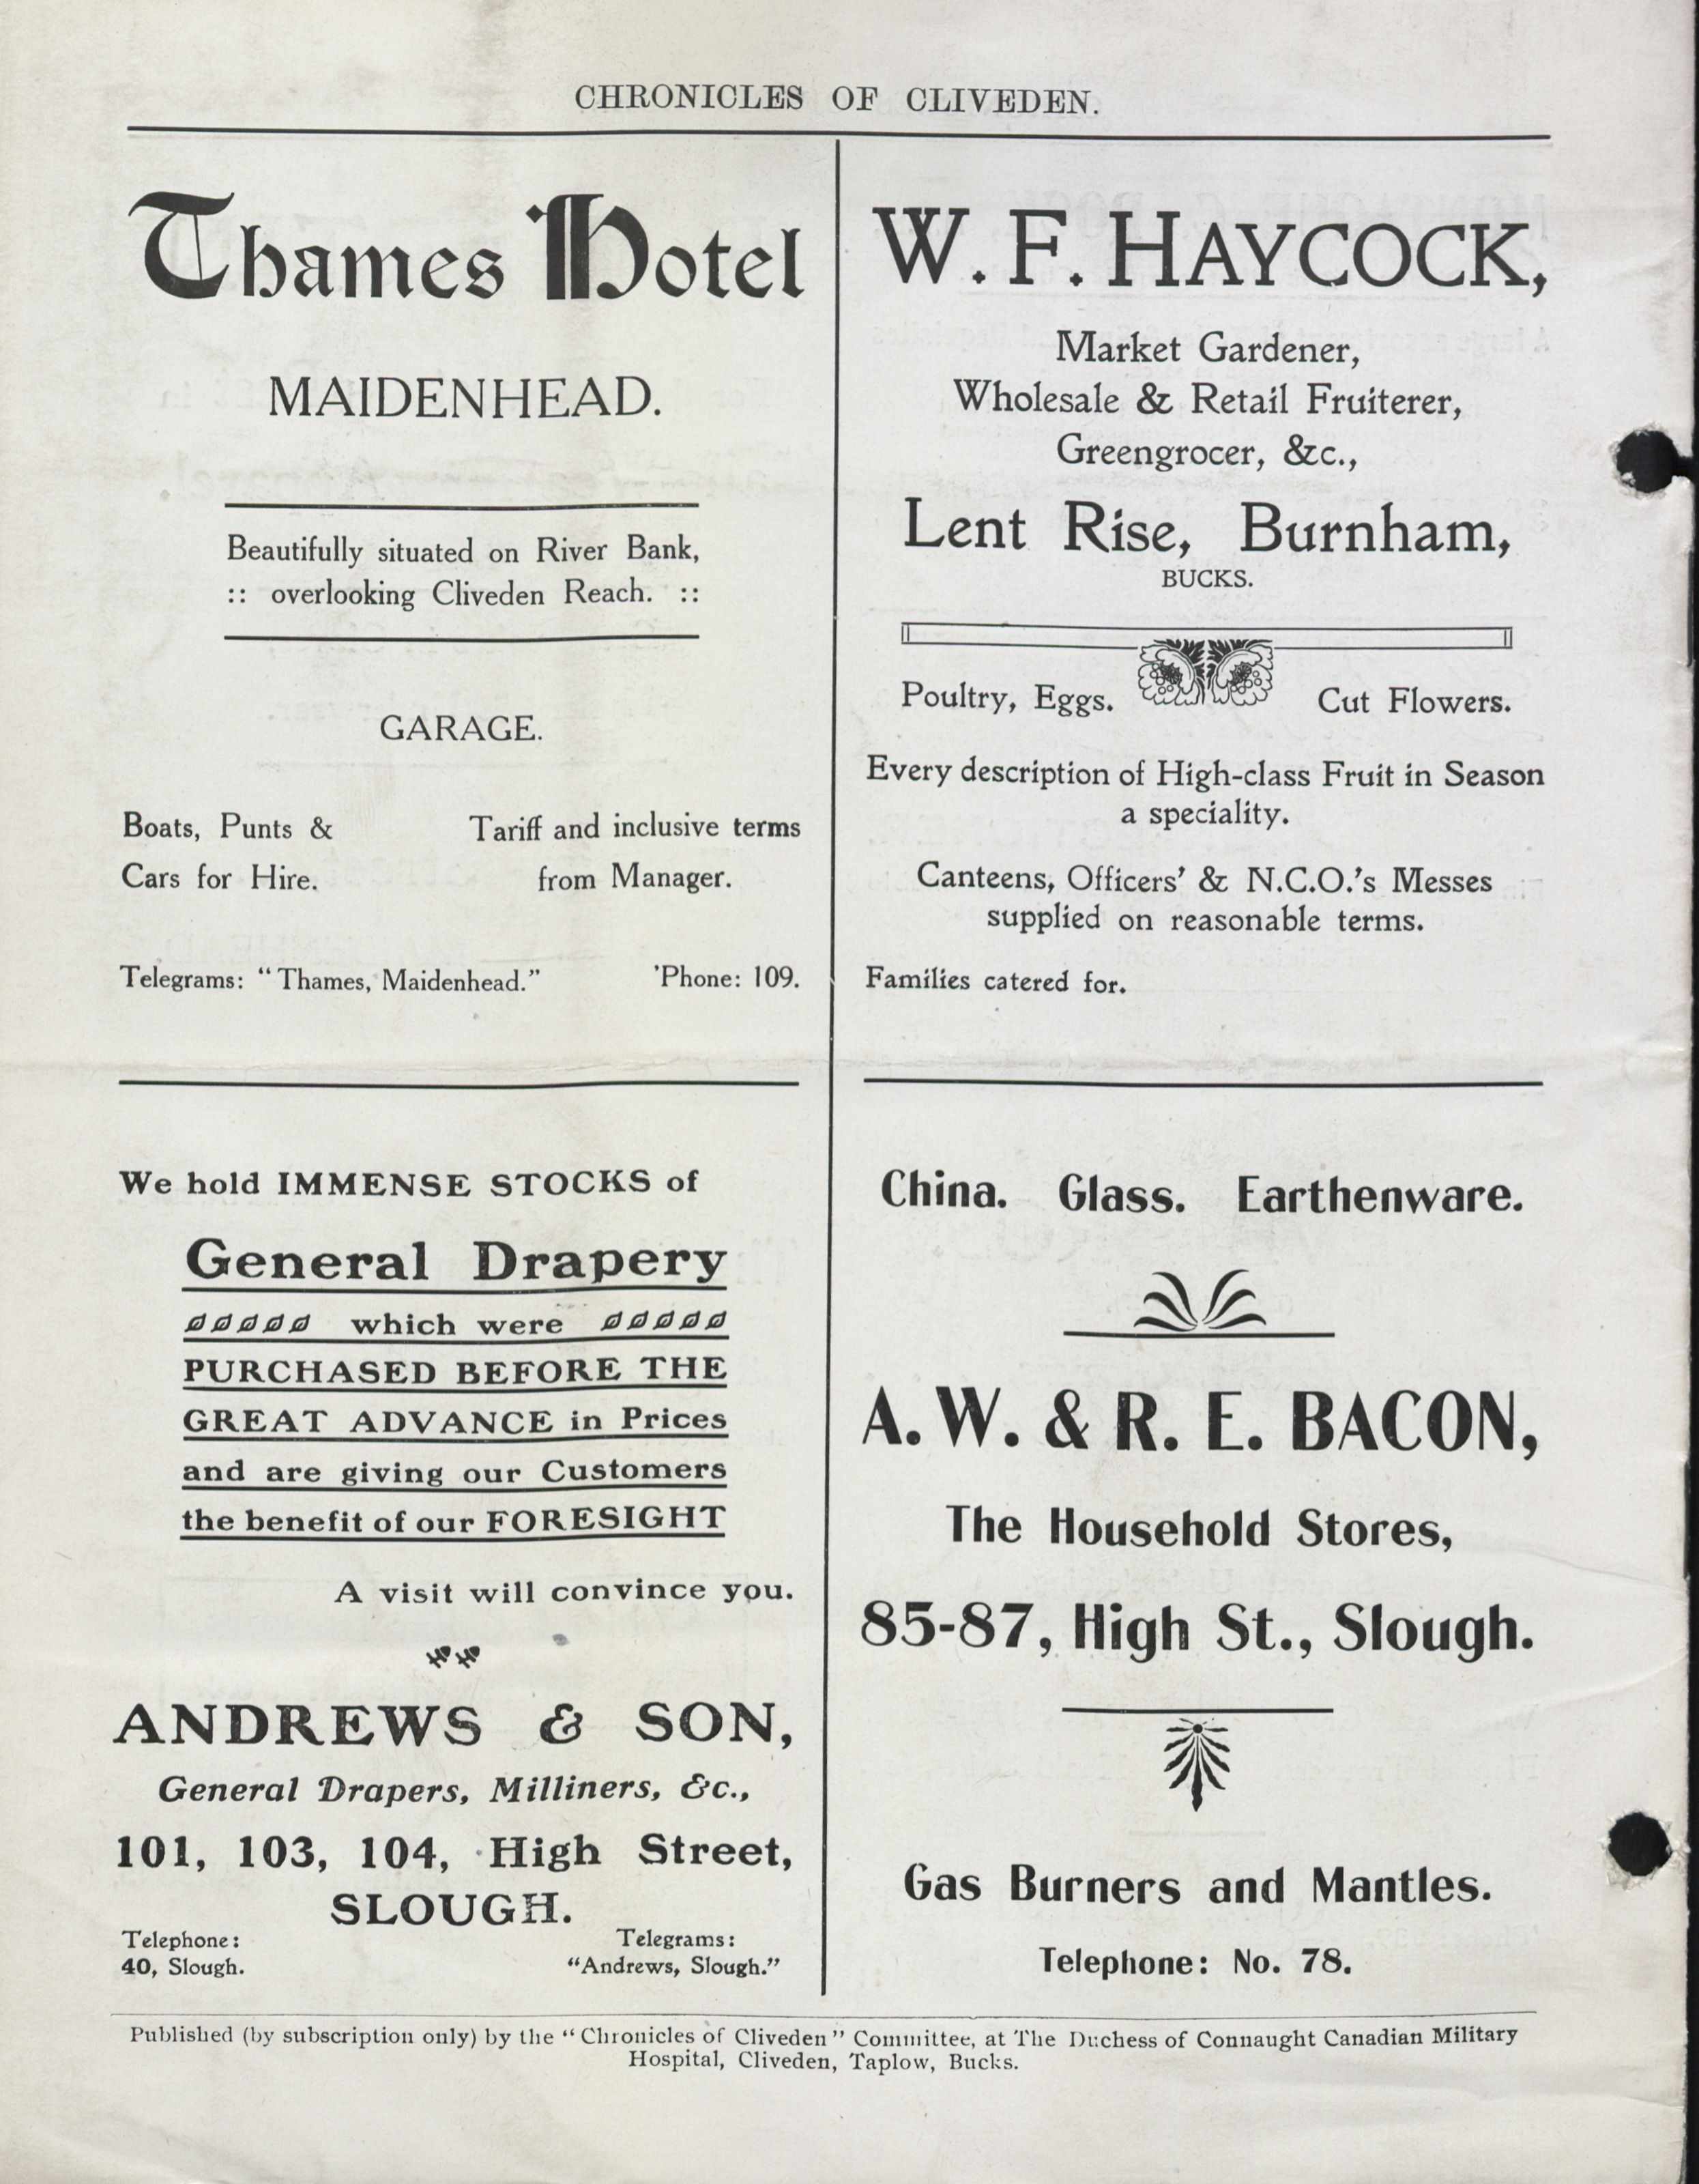 CHRONICLES OF CLIVEDEN.
Thames Hotel
MAIDENHEAD.
Beautifully situated on River Bank,
:: overlooking Cliveden Reach. ::
GARAGE.
Boats, Punts &
Cars for Hire.
Tariff and inclusive terms
from Manager.
Telegrams: “Thames, Maidenhead.” 'Phone: 109.
W. F. HAYCOCK,
Market Gardener,
Wholesale & Retail Fruiterer,
Greengrocer, &c.,
Lent Rise, Burnham,
BUCKS.
Poultry, Eggs. Cut Flowers.
Every description of High-class Fruit in Season
a speciality.
Canteens, Officers’ & N.C.O.’s Messes
supplied on reasonable terms.
Families catered for.
We hold IMMENSE STOCKS of
General Drapery
which were
PURCHASED BEFORE THE
GREAT ADVANCE in Prices
and are giving our Customers
the benefit of our FORESIGHT
A visit will convince you.
ANDREWS & SON,
General Drapers, Milliners, &c.,
101, 103, 104, High Street,
SLOUGH.
Telephone:
40, Slough.
Telegrams:
“Andrews, Slough.”
China. Glass. Earthenware.
A. W. & R. E. BACON,
The Household Stores,
85-87, High St., Slough.
Gas Burners and Mantles.
Telephone: No. 78.
Published (by subscription only) by the “Chronicles of Cliveden” Committee, at The Duchess of Connaught Canadian Military
Hospital, Cliveden, Taplow, Bucks.